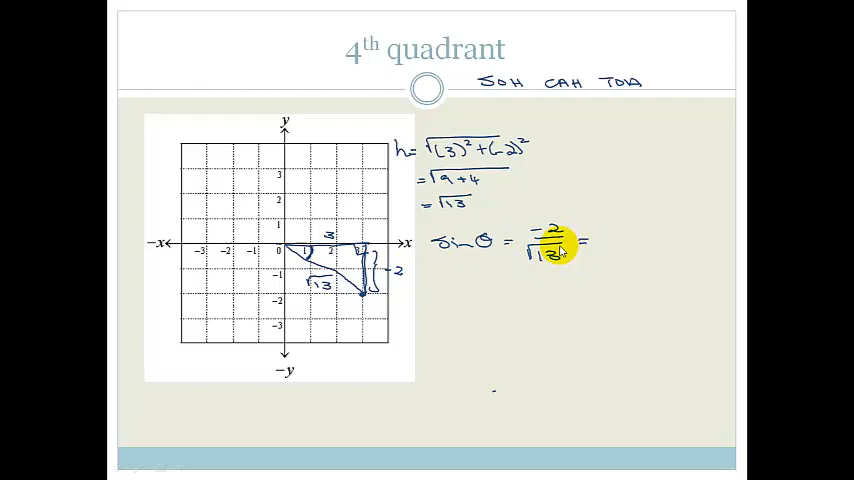 4th quadrant
SOH CAH TOA
y
h = √(3)² + (-2)²
= √9 + 4
= √13
3
2
1
3
−x
x
−3 −2 −1 0 1 2 3
sin θ = -2/√13 =
−1
√13
-2
−2
−3
−y